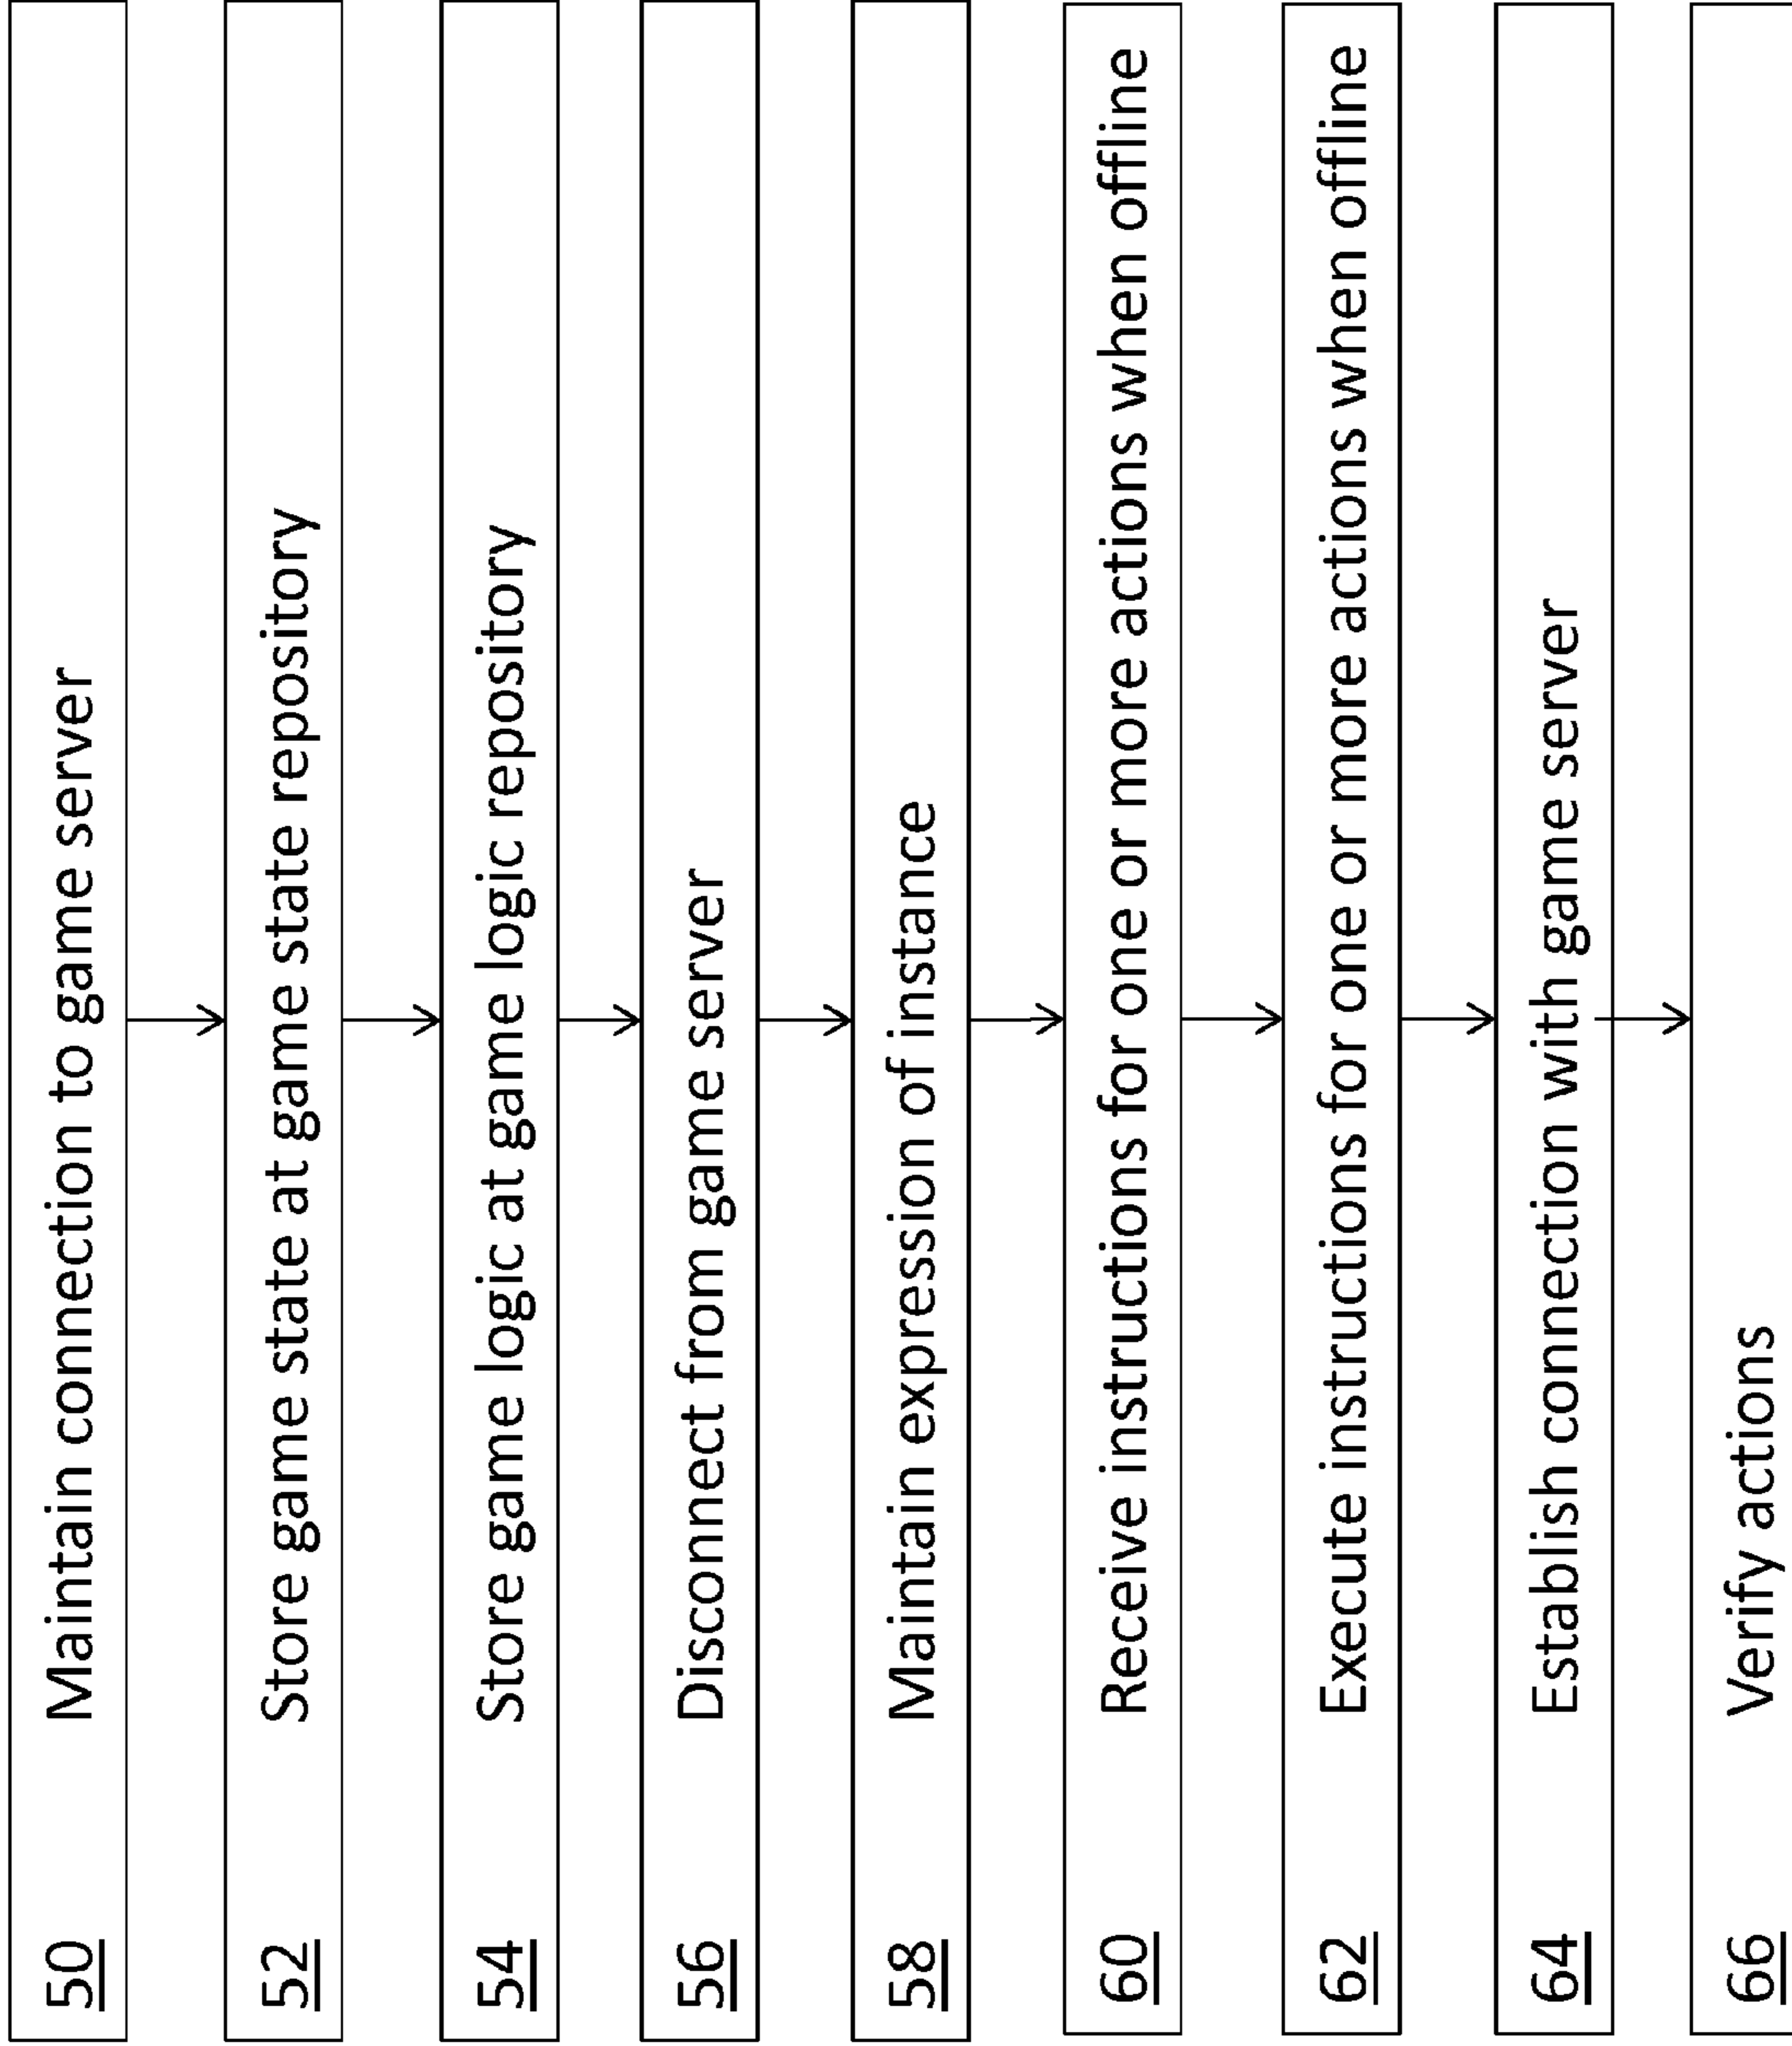 50 Maintain connection to game server
52 Store game state at game state repository
54 Store game logic at game logic repository
56 Disconnect from game server
58 Maintain expression of instance
60 Receive instructions for one or more actions when offline
62 Execute instructions for one or more actions when offline
64 Establish connection with game server
66 Verify actions